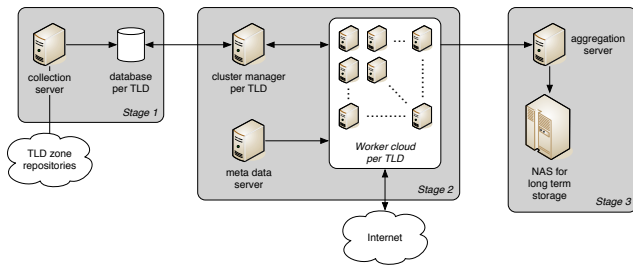 collection
server
database
per TLD
Stage 1
TLD zone
repositories
cluster manager
per TLD
meta data
server
Worker cloud
per TLD
Stage 2
Internet
aggregation
server
NAS for
long term
storage
Stage 3